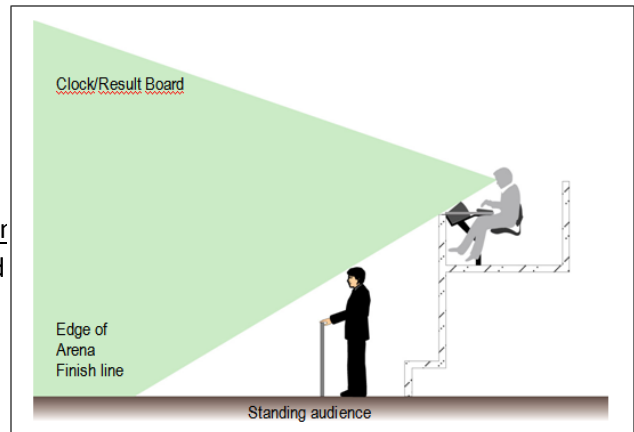 Clock/Result Board
r
d
Edge of
Arena
Finish line
Standing audience